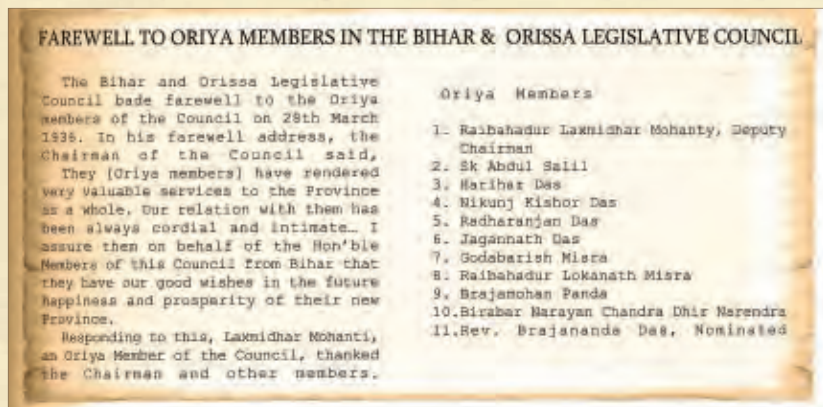 FAREWELL TO ORIYA MEMBERS IN THE BIHAR & ORISSA LEGISLATIVE COUNCIL
The Bihar and Orissa Legislative
Council bade farewell to the Oriya
members of the Council on 28th March
1936. In his farewell address, the
Chairman of the Council said,
They [Oriya members] have rendered
very valuable services to the Province
as a whole. Our relation with them has
been always cordial and intimate… I
assure them on behalf of the Hon'ble
Members of this Council from Bihar that
they have our good wishes in the future
happiness and prosperity of their new
Province.
Responding to this, Laxmidhar Mohanti,
an Oriya Member of the Council, thanked
the Chairman and other members.
Oriya Members
1. Raibahadur Laxmidhar Mohanty, Deputy
Chairman
2. Sk Abdul Salil
3. Harihar Das
4. Nikunj Kishor Das
5. Radharanjan Das
6. Jagannath Das
7. Godabarish Misra
8. Raibahadur Lokanath Misra
9. Brajamohan Panda
10.Birabar Narayan Chandra Dhir Narendra
11.Rev. Brajananda Das, Nominated